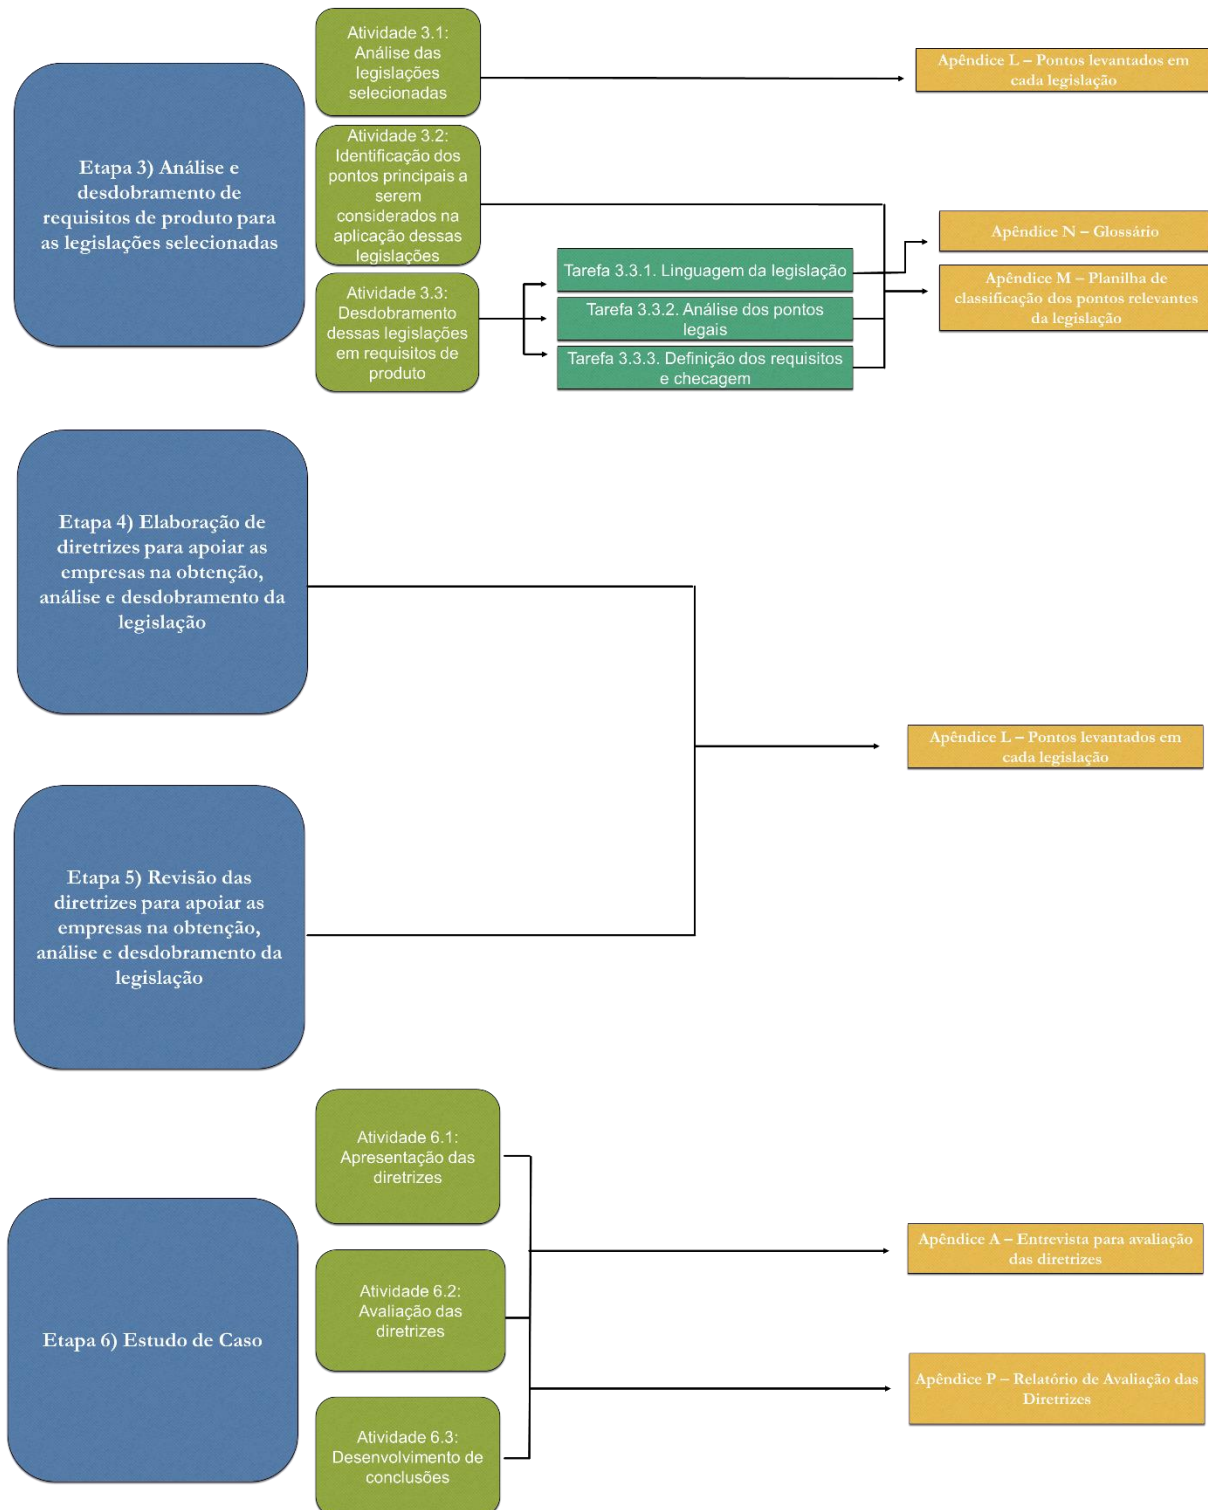 Atividade 3.1:
Análise das
legislações
selecionadas
Apêndice L – Pontos levantados em
cada legislação
Etapa 3) Análise e
desdobramento de
requisitos de produto para
as legislações selecionadas
Atividade 3.2:
Identificação dos
pontos principais a
serem
considerados na
aplicação dessas
legislações
Apêndice N – Glossário
Atividade 3.3:
Desdobramento
dessas legislações
em requisitos de
produto
Tarefa 3.3.1. Linguagem da legislação
Tarefa 3.3.2. Análise dos pontos
legais
Tarefa 3.3.3. Definição dos requisitos
e checagem
Apêndice M – Planilha de
classificação dos pontos relevantes
da legislação
Etapa 4) Elaboração de
diretrizes para apoiar as
empresas na obtenção,
análise e desdobramento da
legislação
Apêndice L – Pontos levantados em
cada legislação
Etapa 5) Revisão das
diretrizes para apoiar as
empresas na obtenção,
análise e desdobramento da
legislação
Atividade 6.1:
Apresentação das
diretrizes
Apêndice A – Entrevista para avaliação
das diretrizes
Etapa 6) Estudo de Caso
Atividade 6.2:
Avaliação das
diretrizes
Apêndice P – Relatório de Avaliação das
Diretrizes
Atividade 6.3:
Desenvolvimento de
conclusões